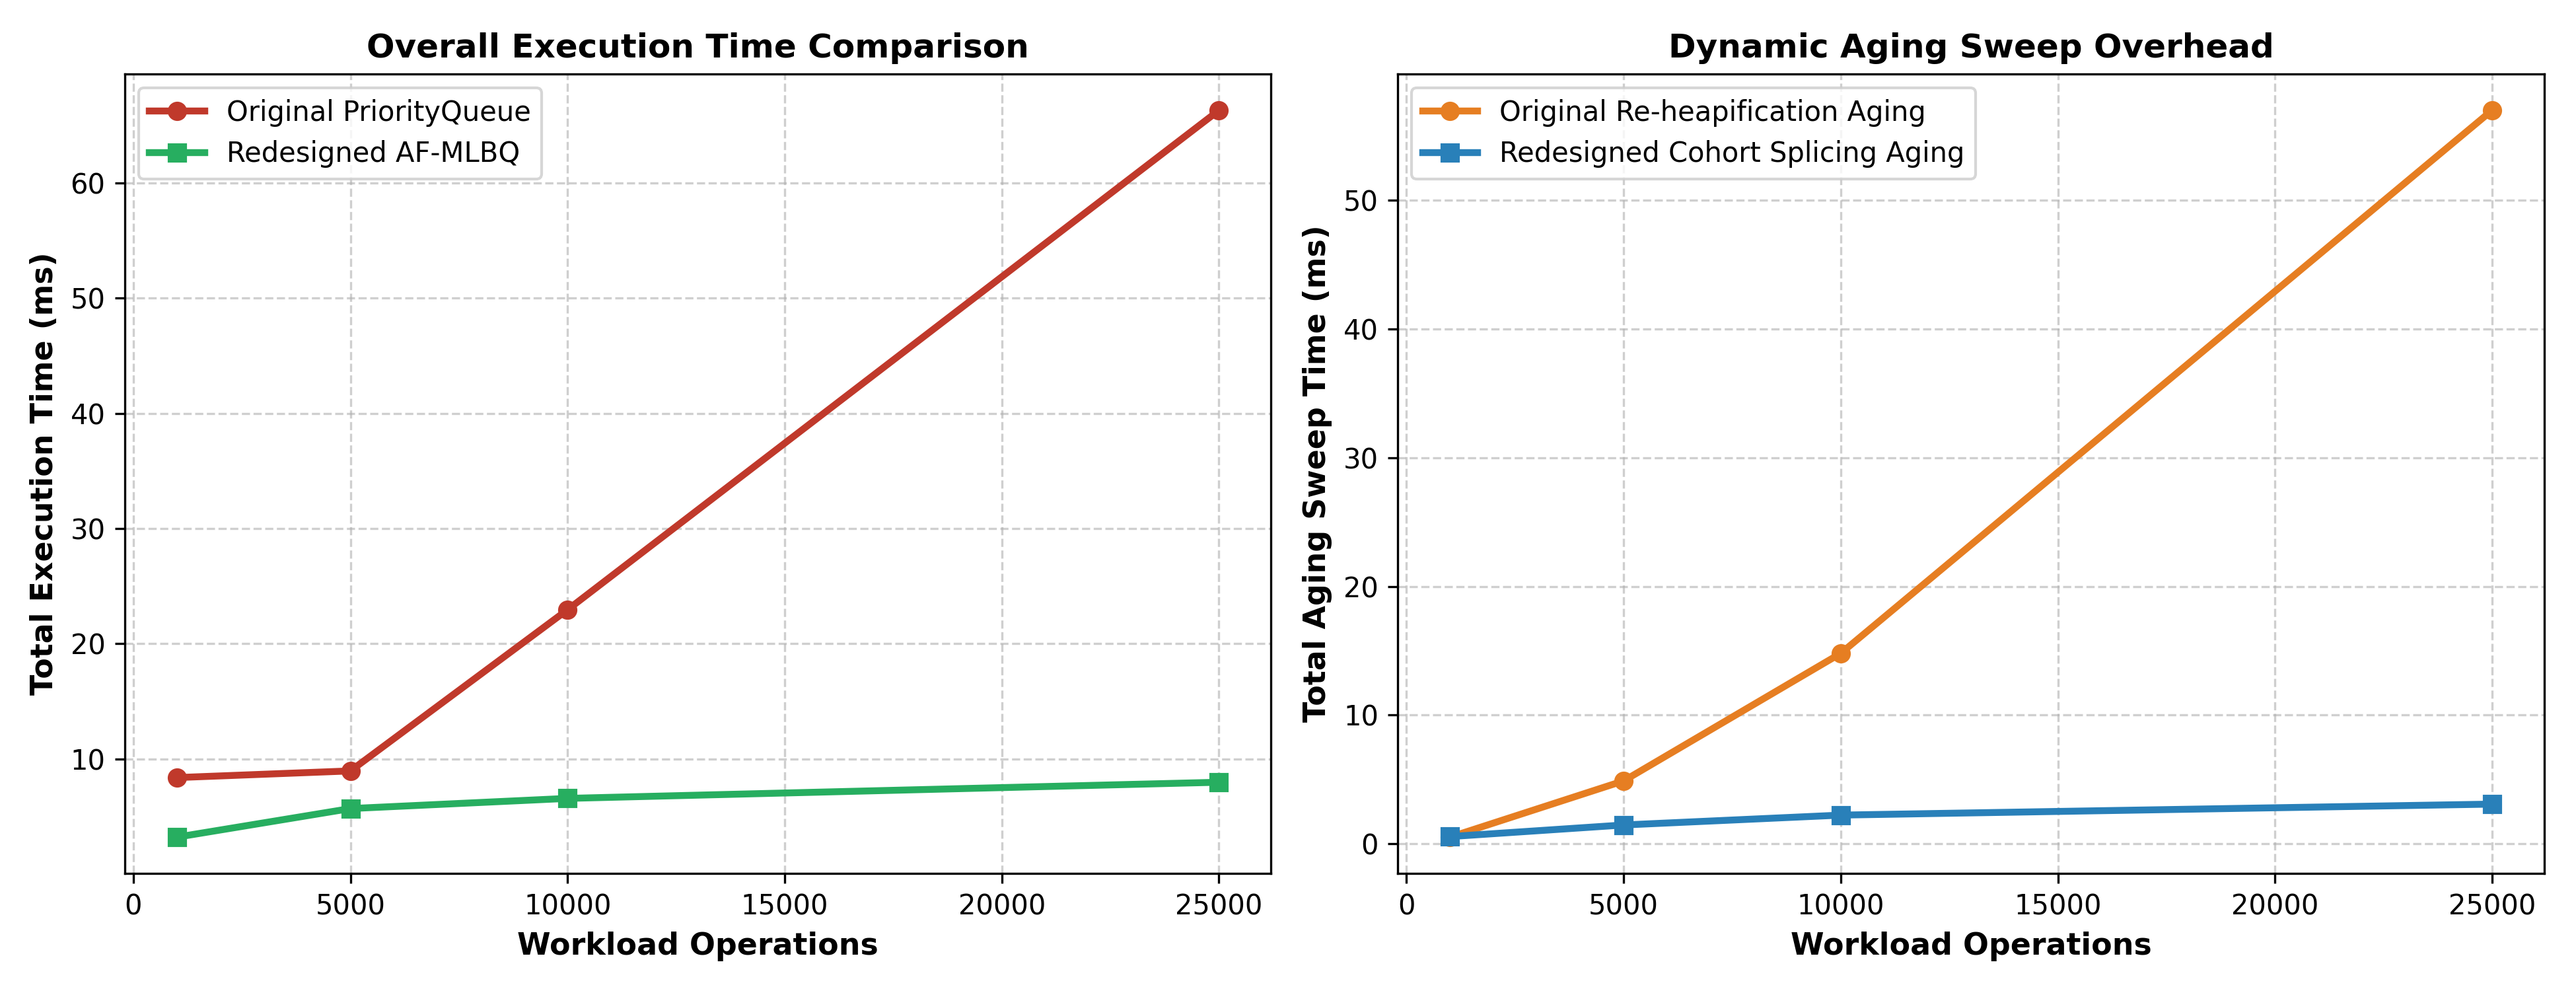 Overall Execution Time Comparison
Original PriorityQueue
Redesigned AF-MLBQ
Total Execution Time (ms)
60
50
40
30
20
10
0
5000
10000
15000
20000
25000
Workload Operations
Dynamic Aging Sweep Overhead
Original Re-heapification Aging
Redesigned Cohort Splicing Aging
Total Aging Sweep Time (ms)
50
40
30
20
10
0
0
5000
10000
15000
20000
25000
Workload Operations